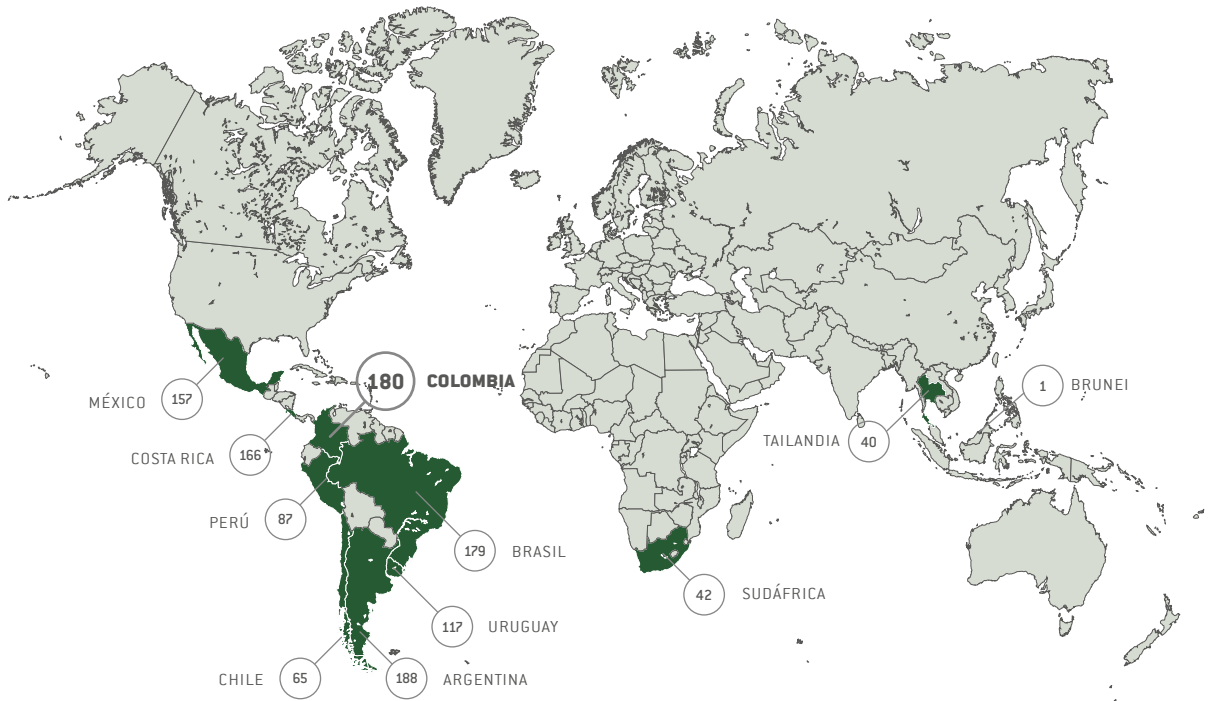 180 COLOMBIA
1 BRUNEI
MÉXICO 157
TAILANDIA 40
COSTA RICA 166
PERÚ 87
179 BRASIL
42 SUDÁFRICA
117 URUGUAY
CHILE 65
188 ARGENTINA